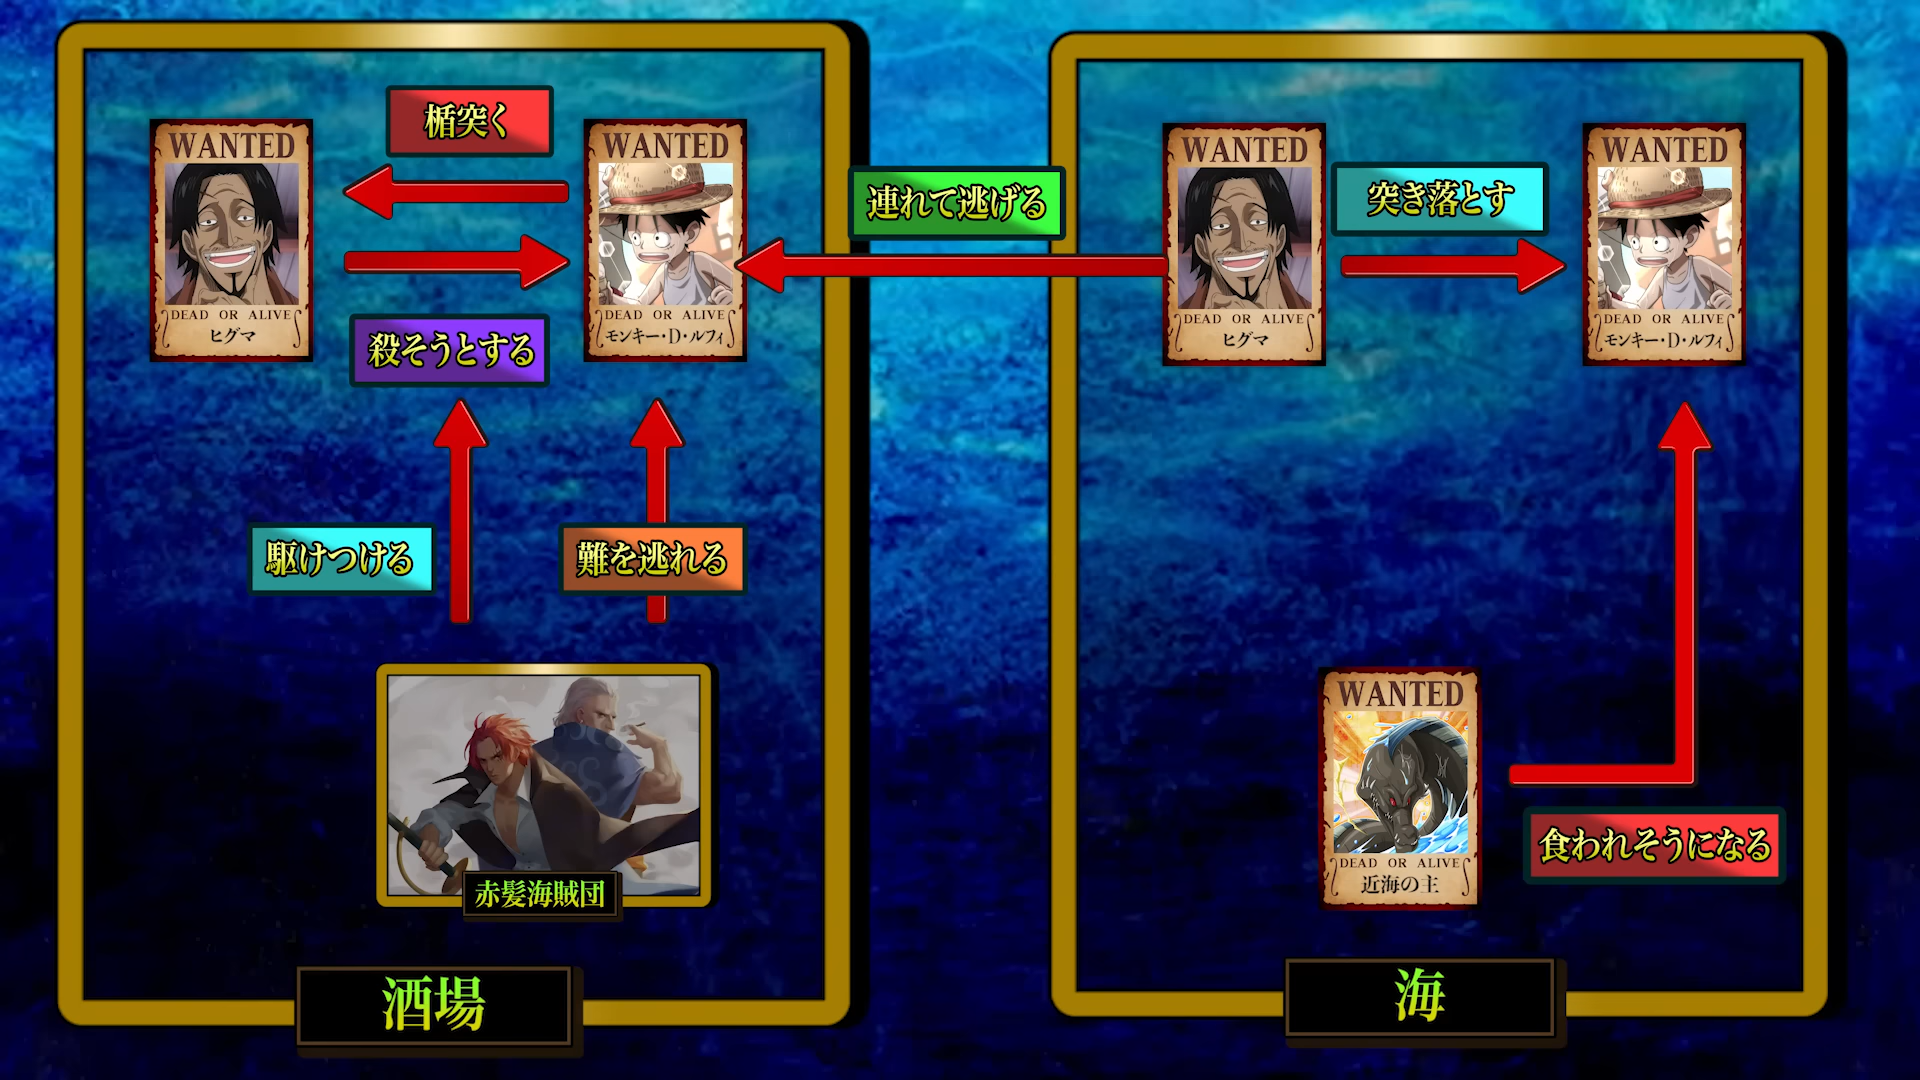 楯突く
WANTED
DEAD OR ALIVE
ヒグマ
WANTED
DEAD OR ALIVE
モンキー・D・ルフィ
殺そうとする
駆けつける
難を逃れる
赤髪海賊団
酒場
連れて逃げる
WANTED
DEAD OR ALIVE
ヒグマ
突き落とす
WANTED
DEAD OR ALIVE
モンキー・D・ルフィ
WANTED
DEAD OR ALIVE
近海の主
食われそうになる
海